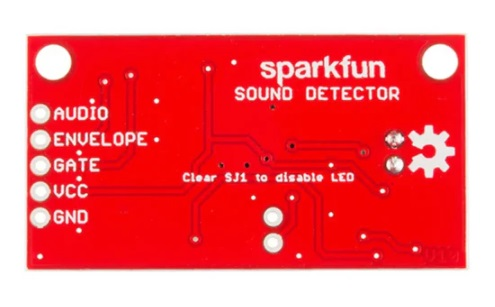 sparkfun
SOUND DETECTOR
AUDIO
ENVELOPE
GATE
VCC
GND
Clear SJ1 to disable LED